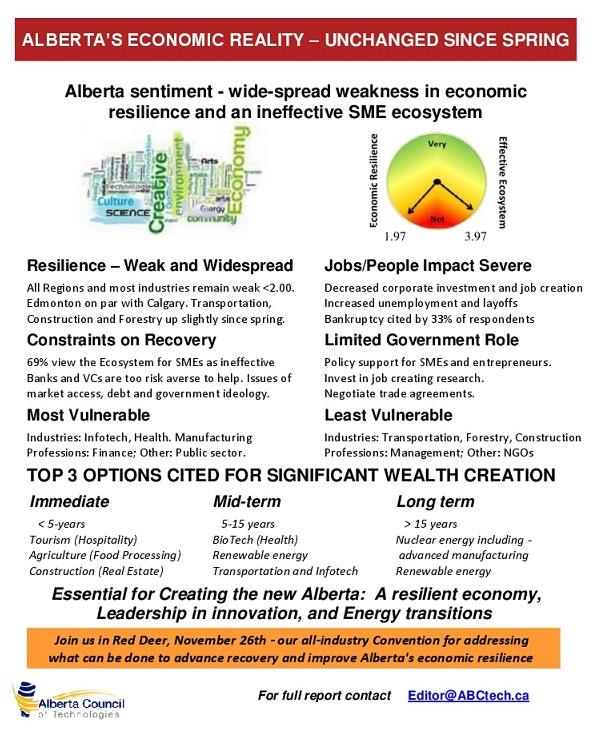 ALBERTA'S ECONOMIC REALITY – UNCHANGED SINCE SPRING
Alberta sentiment - wide-spread weakness in economic
resilience and an ineffective SME ecosystem
Arts
Technologies
Culture
SCIENCE
Creative
environment
Economy
arts
Energy
community
Economic Resilience
Very
Not
Effective Ecosystem
1.97
3.97
Resilience – Weak and Widespread
All Regions and most industries remain weak <2.00.
Edmonton on par with Calgary. Transportation,
Construction and Forestry up slightly since spring.
Jobs/People Impact Severe
Decreased corporate investment and job creation
Increased unemployment and layoffs
Bankruptcy cited by 33% of respondents
Constraints on Recovery
69% view the Ecosystem for SMEs as ineffective
Banks and VCs are too risk averse to help. Issues of
market access, debt and government ideology.
Limited Government Role
Policy support for SMEs and entrepreneurs.
Invest in job creating research.
Negotiate trade agreements.
Most Vulnerable
Industries: Infotech, Health. Manufacturing
Professions: Finance; Other: Public sector.
Least Vulnerable
Industries: Transportation, Forestry, Construction
Professions: Management; Other: NGOs
TOP 3 OPTIONS CITED FOR SIGNIFICANT WEALTH CREATION
Immediate
< 5-years
Tourism (Hospitality)
Agriculture (Food Processing)
Construction (Real Estate)
Mid-term
5-15 years
BioTech (Health)
Renewable energy
Transportation and Infotech
Long term
> 15 years
Nuclear energy including -
advanced manufacturing
Renewable energy
Essential for Creating the new Alberta: A resilient economy,
Leadership in innovation, and Energy transitions
Join us in Red Deer, November 26th - our all-industry Convention for addressing
what can be done to advance recovery and improve Alberta's economic resilience
Alberta Council
of Technologies
For full report contact Editor@ABCtech.ca